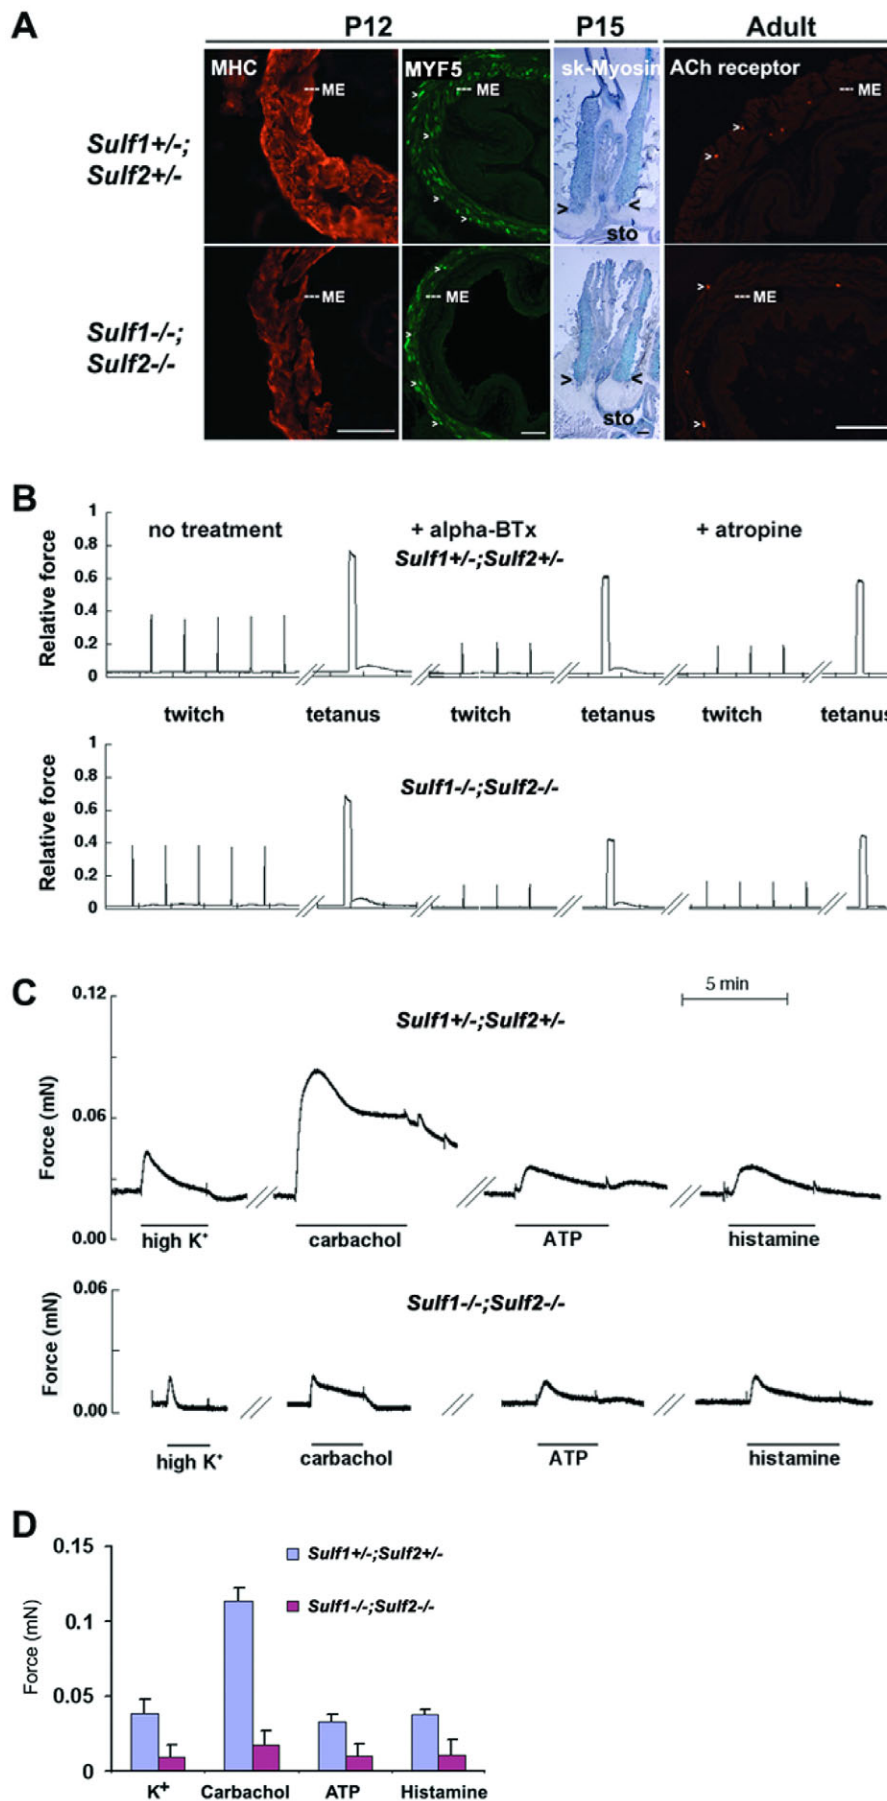 A P12 P15 Adult
MHC MYF5 sk-Myosin ACh receptor
ME ME ME
Sulf1+/-;
Sulf2+/-
> > > > > < > >
sto
ME ME ME
Sulf1-/-;
Sulf2-/-
> > > > < > >
sto
B
Relative force
1
0.8
0.6
0.4
0.2
0
no treatment + alpha-BTx + atropine
Sulf1+/-;Sulf2+/-
twitch tetanus twitch tetanus twitch tetanus
Relative force
1
0.8
0.6
0.4
0.2
0
Sulf1-/-;Sulf2-/-
C
Force (mN)
0.12
0.06
0.00
5 min
Sulf1+/-;Sulf2+/-
high K+ carbachol ATP histamine
Force (mN)
0.06
0.00
Sulf1-/-;Sulf2-/-
high K+ carbachol ATP histamine
D
Force (mN)
0.15
0.1
0.05
0
Sulf1+/-;Sulf2+/-
Sulf1-/-;Sulf2-/-
K+ Carbachol ATP Histamine